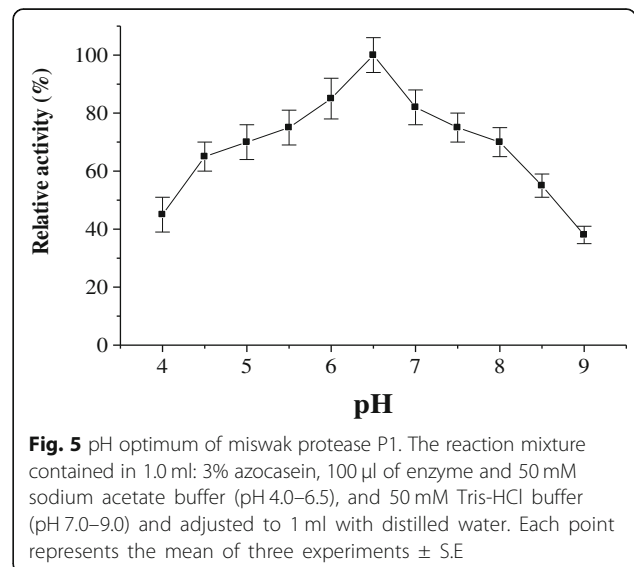 Relative activity (%)
100
80
60
40
20
0
4 5 6 7 8 9
pH
Fig. 5 pH optimum of miswak protease P1. The reaction mixture
contained in 1.0 ml: 3% azocasein, 100 μl of enzyme and 50 mM
sodium acetate buffer (pH 4.0–6.5), and 50 mM Tris-HCl buffer
(pH 7.0–9.0) and adjusted to 1 ml with distilled water. Each point
represents the mean of three experiments ± S.E